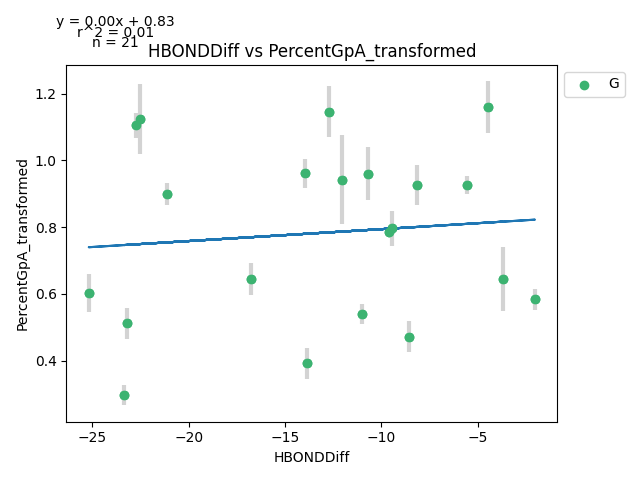 y = 0.00x + 0.83
r^2 = 0.01
n = 21
HBONDDiff vs PercentGpA_transformed
G
PercentGpA_transformed
1.2
1.0
0.8
0.6
0.4
−25
−20
−15
−10
−5
HBONDDiff